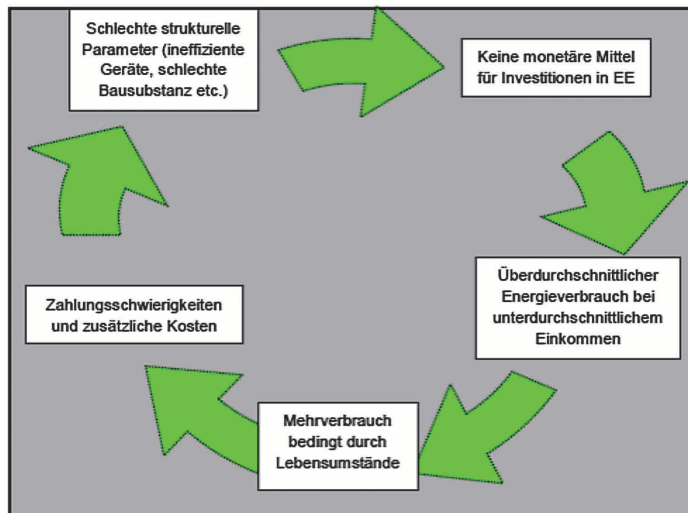 Schlechte strukturelle
Parameter (ineffiziente
Geräte, schlechte
Bausubstanz etc.)
Keine monetäre Mittel
für Investitionen in EE
Überdurchschnittlicher
Energieverbrauch bei
unterdurchschnittlichem
Einkommen
Mehrverbrauch
bedingt durch
Lebensumstände
Zahlungsschwierigkeiten
und zusätzliche Kosten